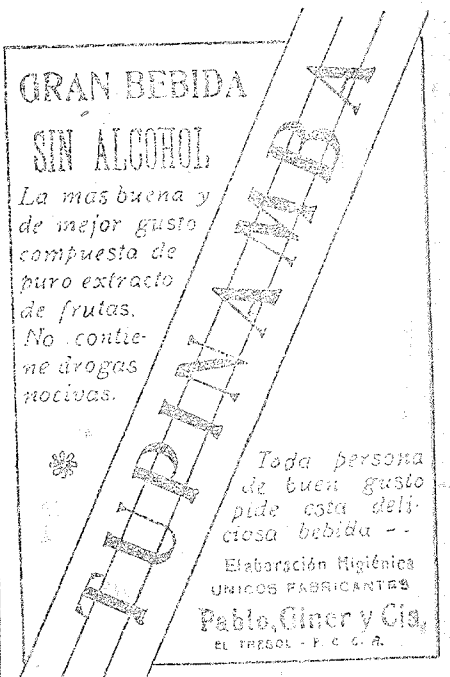 GRAN BEBIDA
SIN ALCOHOL
La mas buena y
de mejor gusto
compuesta de
puro extracto
de frutas.
No contie-
ne drogas
nocivas.
TUPINAMBA
Toda persona
de buen gusto
pide esta deli-
ciosa bebida --
Elaboración Higiénica
UNICOS FABRICANTES
Pablo, Giner y Cía,
EL TREBOL - F. C. C. A.